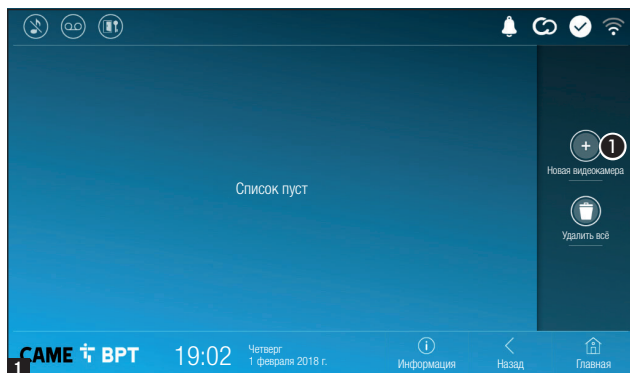 1
Новая видеокамера
Список пуст
Удалить всё
CAME BPT
19:02
Четверг
1 февраля 2018 г.
Информация
Назад
Главная
1